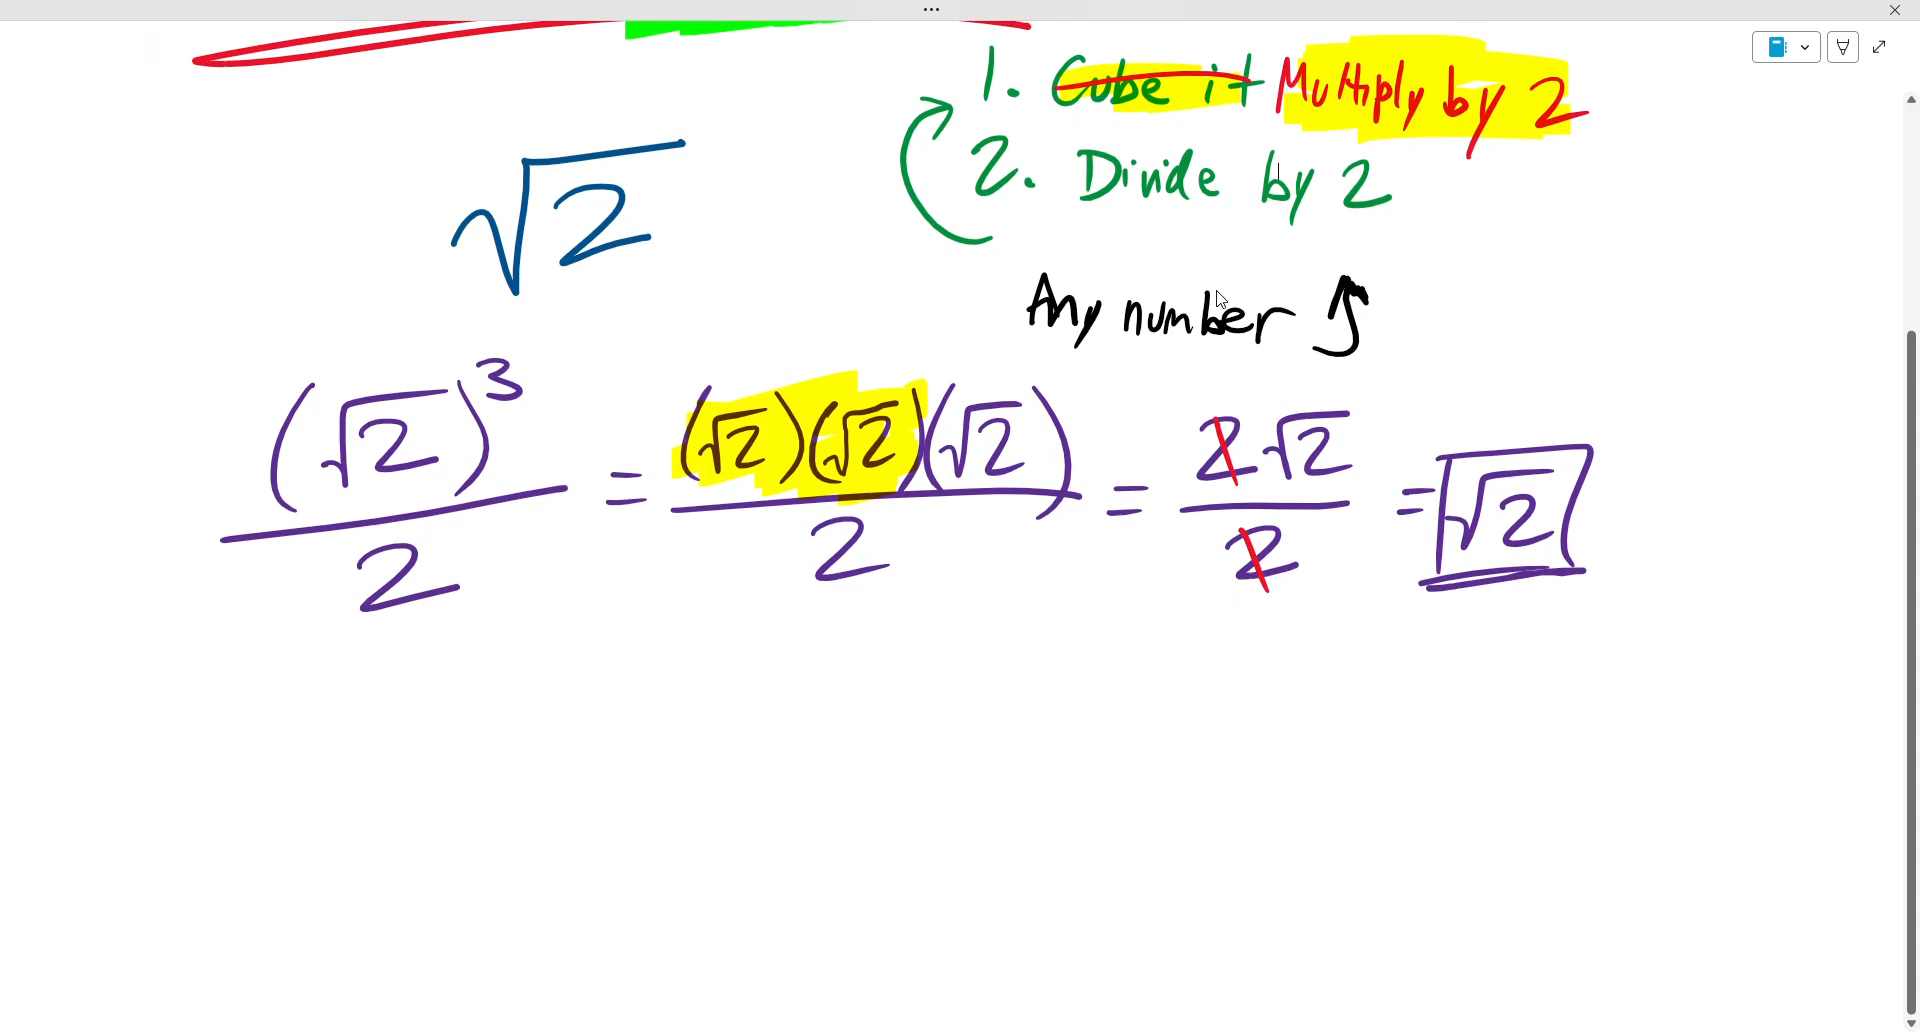 1. Cube it Multiply by 2
2. Divide by 2
√2
Any number
(√2)³/2 = (√2)(√2)(√2)/2 = 2√2/2 = √2